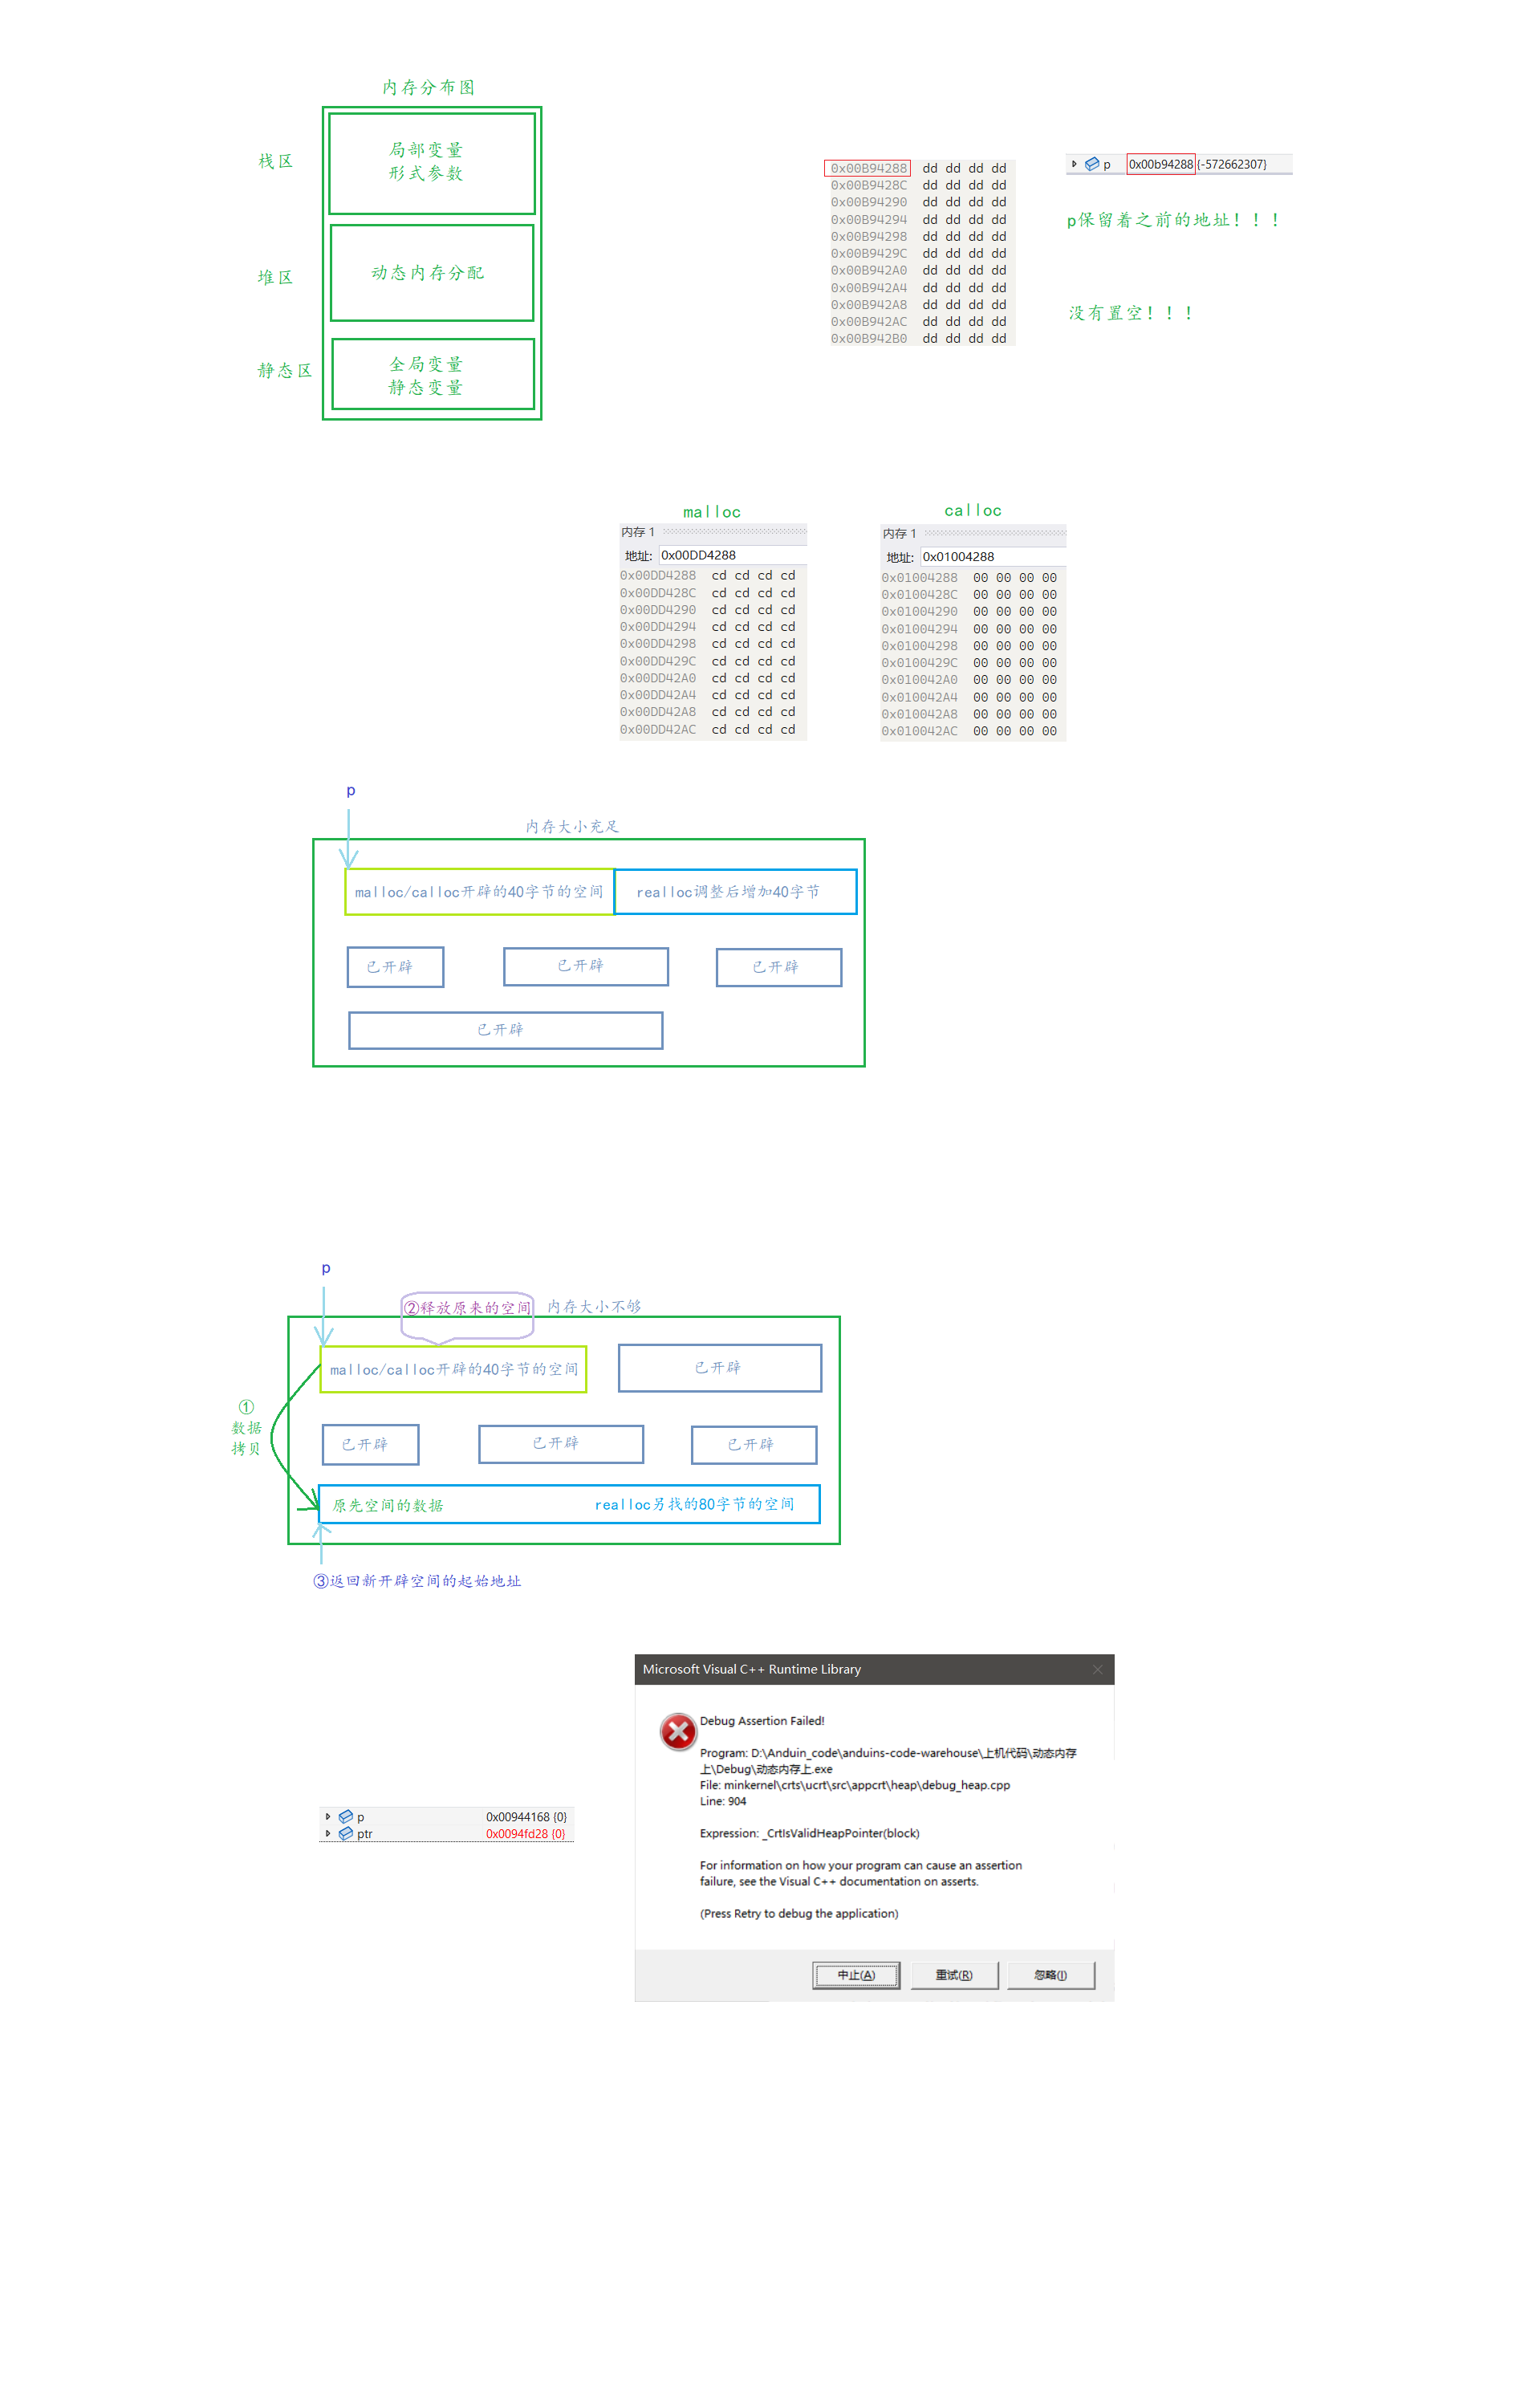 内存分布图
栈区
局部变量
形式参数
堆区
动态内存分配
静态区
全局变量
静态变量
0x00B94288 dd dd dd dd
0x00B9428C dd dd dd dd
0x00B94290 dd dd dd dd
0x00B94294 dd dd dd dd
0x00B94298 dd dd dd dd
0x00B9429C dd dd dd dd
0x00B942A0 dd dd dd dd
0x00B942A4 dd dd dd dd
0x00B942A8 dd dd dd dd
0x00B942AC dd dd dd dd
0x00B942B0 dd dd dd dd
p 0x00b94288 {-572662307}
p保留着之前的地址！！！
没有置空！！！
malloc
内存 1
地址: 0x00DD4288
0x00DD4288 cd cd cd cd
0x00DD428C cd cd cd cd
0x00DD4290 cd cd cd cd
0x00DD4294 cd cd cd cd
0x00DD4298 cd cd cd cd
0x00DD429C cd cd cd cd
0x00DD42A0 cd cd cd cd
0x00DD42A4 cd cd cd cd
0x00DD42A8 cd cd cd cd
0x00DD42AC cd cd cd cd
calloc
内存 1
地址: 0x01004288
0x01004288 00 00 00 00
0x0100428C 00 00 00 00
0x01004290 00 00 00 00
0x01004294 00 00 00 00
0x01004298 00 00 00 00
0x0100429C 00 00 00 00
0x010042A0 00 00 00 00
0x010042A4 00 00 00 00
0x010042A8 00 00 00 00
0x010042AC 00 00 00 00
p
内存大小充足
malloc/calloc开辟的40字节的空间
realloc调整后增加40字节
已开辟
已开辟
已开辟
已开辟
p
②释放原来的空间
内存大小不够
malloc/calloc开辟的40字节的空间
已开辟
①
数据
拷贝
已开辟
已开辟
已开辟
原先空间的数据
realloc另找的80字节的空间
③返回新开辟空间的起始地址
p 0x00944168 {0}
ptr 0x0094fd28 {0}
Microsoft Visual C++ Runtime Library
Debug Assertion Failed!
Program: D:\Anduin_code\anduins-code-warehouse\上机代码\动态内存
上\Debug\动态内存上.exe
File: minkernel\crts\ucrt\src\appcrt\heap\debug_heap.cpp
Line: 904
Expression: _CrtIsValidHeapPointer(block)
For information on how your program can cause an assertion
failure, see the Visual C++ documentation on asserts.
(Press Retry to debug the application)
中止(A)
重试(R)
忽略(I)